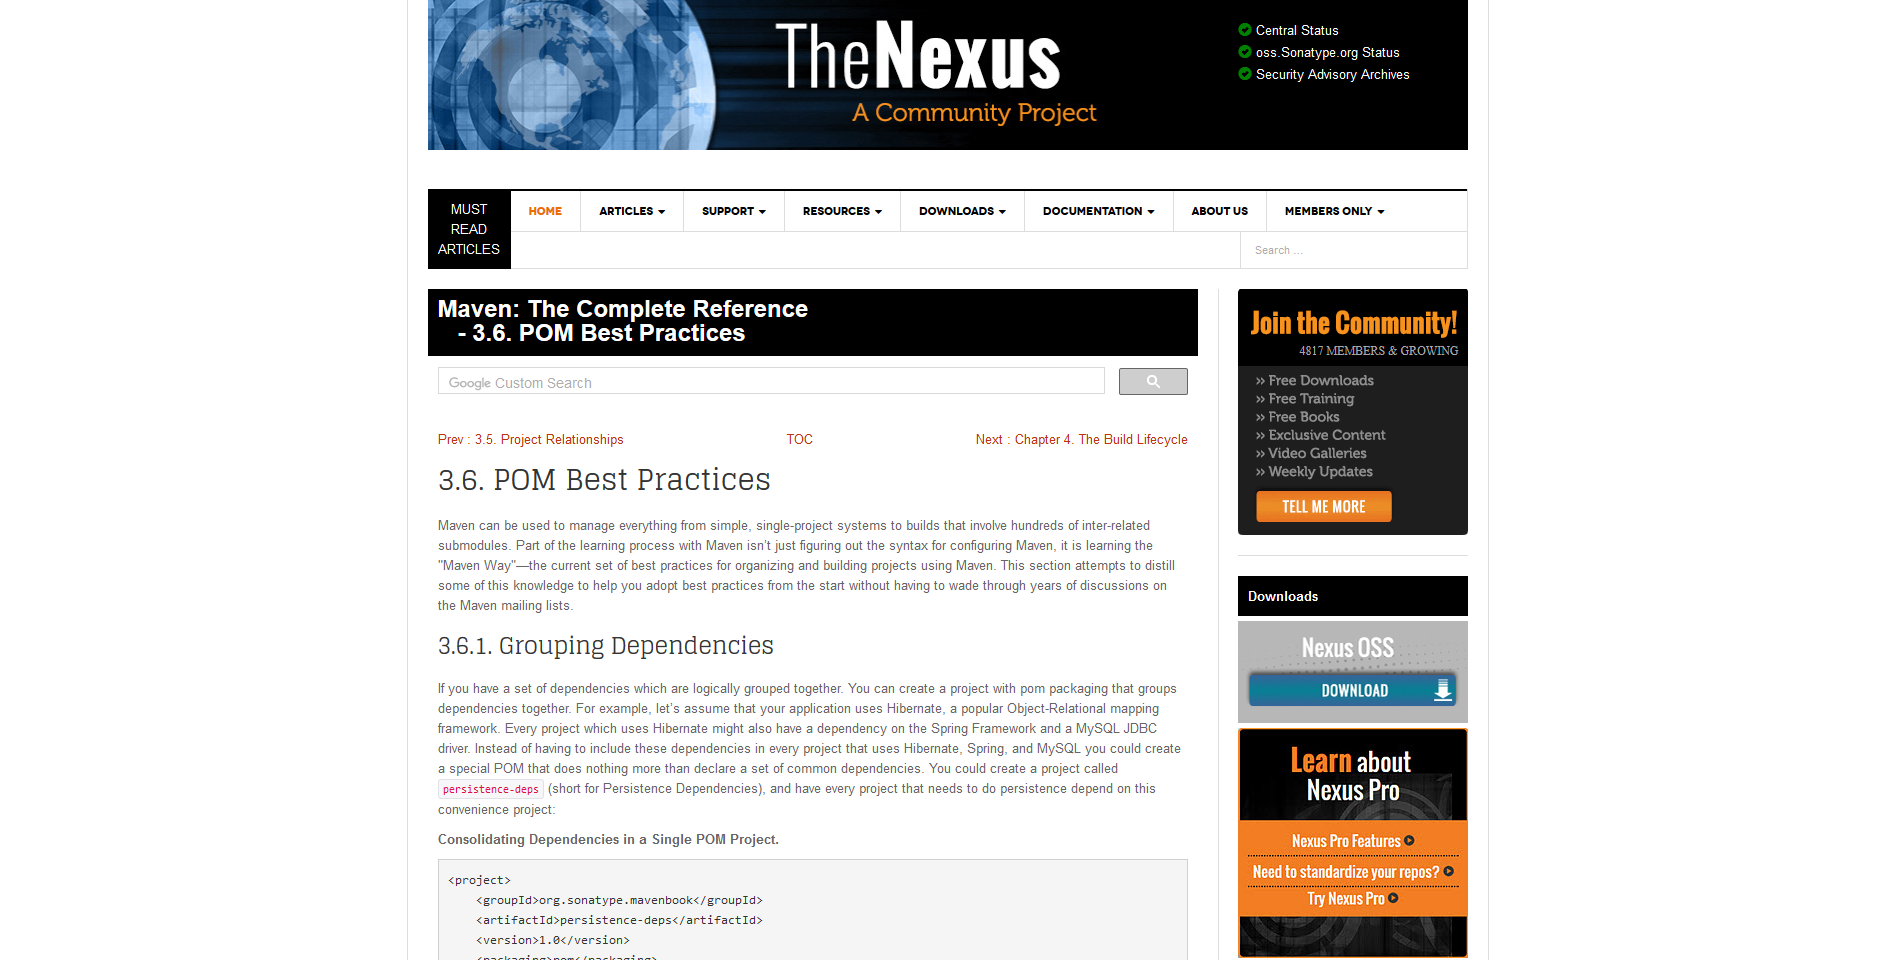 TheNexus
A Community Project
Central Status
oss.Sonatype.org Status
Security Advisory Archives
MUST
READ
ARTICLES
HOME
ARTICLES
SUPPORT
RESOURCES
DOWNLOADS
DOCUMENTATION
ABOUT US
MEMBERS ONLY
Search ...
Maven: The Complete Reference
- 3.6. POM Best Practices
Google Custom Search
Prev : 3.5. Project Relationships
TOC
Next : Chapter 4. The Build Lifecycle
3.6. POM Best Practices
Maven can be used to manage everything from simple, single-project systems to builds that involve hundreds of inter-related
submodules. Part of the learning process with Maven isn’t just figuring out the syntax for configuring Maven, it is learning the
"Maven Way"—the current set of best practices for organizing and building projects using Maven. This section attempts to distill
some of this knowledge to help you adopt best practices from the start without having to wade through years of discussions on
the Maven mailing lists.
3.6.1. Grouping Dependencies
If you have a set of dependencies which are logically grouped together. You can create a project with pom packaging that groups
dependencies together. For example, let’s assume that your application uses Hibernate, a popular Object-Relational mapping
framework. Every project which uses Hibernate might also have a dependency on the Spring Framework and a MySQL JDBC
driver. Instead of having to include these dependencies in every project that uses Hibernate, Spring, and MySQL you could create
a special POM that does nothing more than declare a set of common dependencies. You could create a project called
persistence-deps (short for Persistence Dependencies), and have every project that needs to do persistence depend on this
convenience project:
Consolidating Dependencies in a Single POM Project.
<project>
<groupId>org.sonatype.mavenbook</groupId>
<artifactId>persistence-deps</artifactId>
<version>1.0</version>
<packaging>pom</packaging>
Join the Community!
4817 MEMBERS & GROWING
›› Free Downloads
›› Free Training
›› Free Books
›› Exclusive Content
›› Video Galleries
›› Weekly Updates
TELL ME MORE
Downloads
Nexus OSS
DOWNLOAD
Learn about
Nexus Pro
Nexus Pro Features
Need to standardize your repos?
Try Nexus Pro